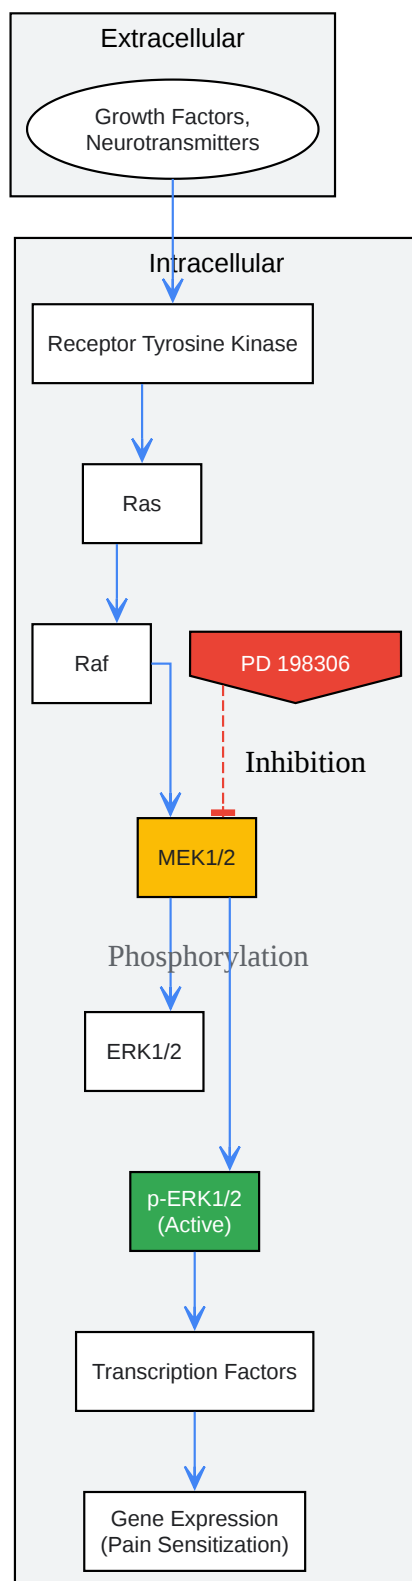 Extracellular
Growth Factors,
Neurotransmitters
Intracellular
Receptor Tyrosine Kinase
Ras
Raf
PD 198306
Inhibition
MEK1/2
Phosphorylation
ERK1/2
p-ERK1/2
(Active)
Transcription Factors
Gene Expression
(Pain Sensitization)